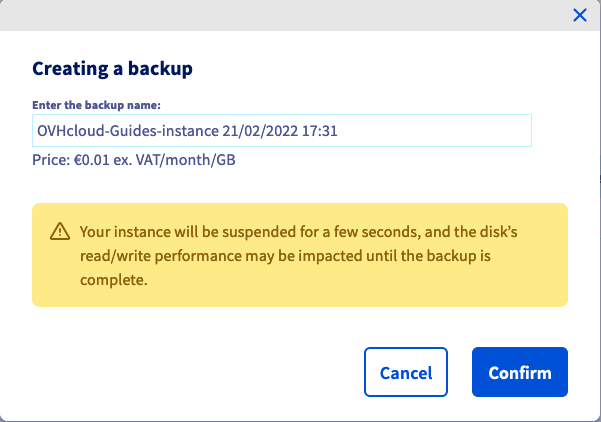 Creating a backup
Enter the backup name:
OVHcloud-Guides-instance 21/02/2022 17:31
Price: €0.01 ex. VAT/month/GB
Your instance will be suspended for a few seconds, and the disk’s
read/write performance may be impacted until the backup is
complete.
Cancel
Confirm